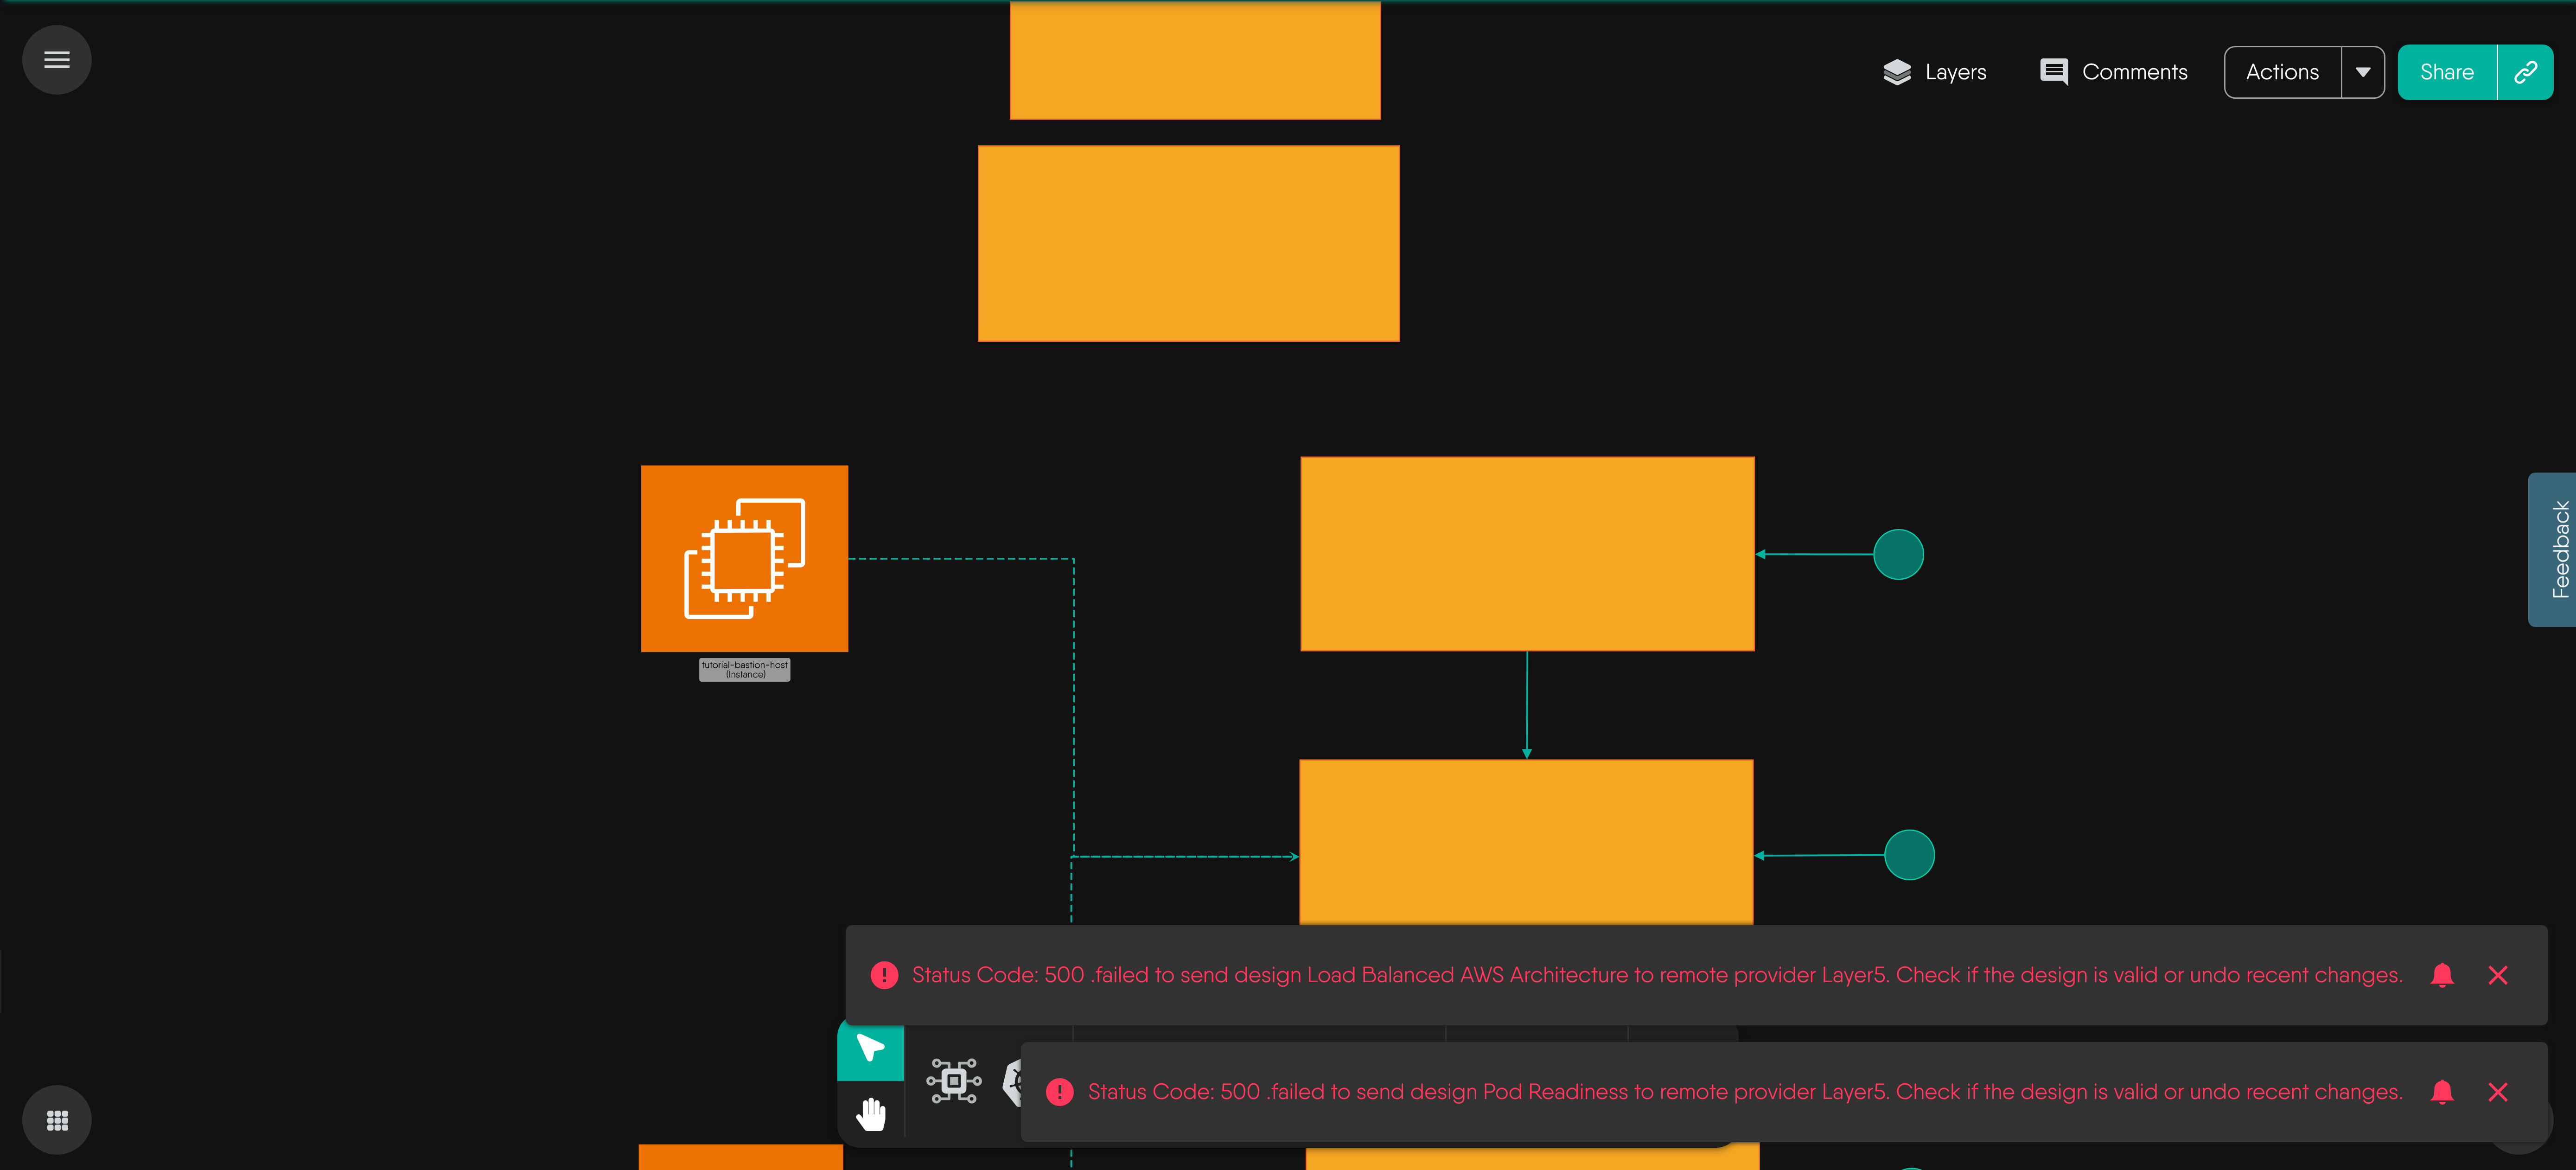 Layers
Comments
Actions
Share
Feedback
tutorial-bastion-host
(Instance)
Status Code: 500 .failed to send design Load Balanced AWS Architecture to remote provider Layer5. Check if the design is valid or undo recent changes.
Status Code: 500 .failed to send design Pod Readiness to remote provider Layer5. Check if the design is valid or undo recent changes.